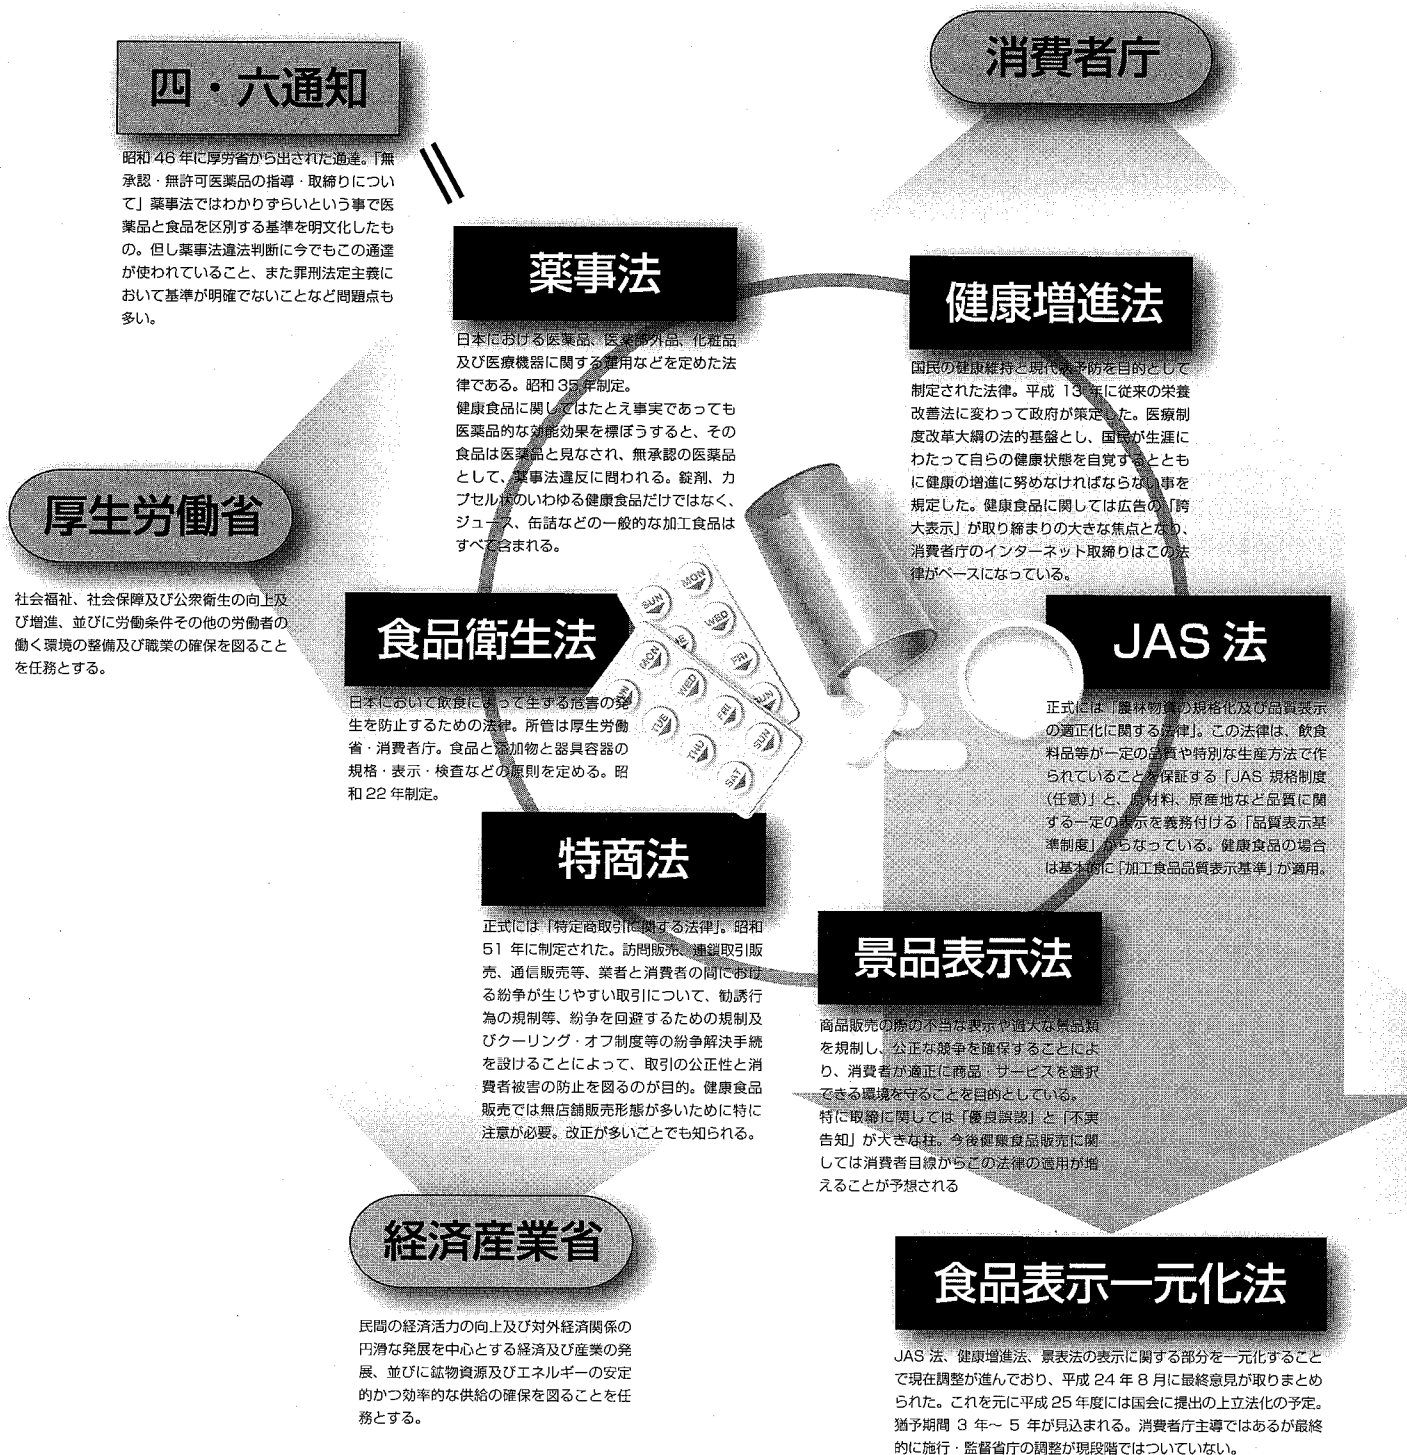 四・六通知
昭和 46 年に厚労省から出された通達。「無
承認・無許可医薬品の指導・取締りについ
て」薬事法ではわかりずらいという事で医
薬品と食品を区別する基準を明文化したも
の。但し薬事法違法判断に今でもこの通達
が使われていること、また罪刑法定主義に
おいて基準が明確でないことなど問題点も
多い。
消費者庁
薬事法
日本における医薬品、医薬部外品、化粧品
及び医療機器に関する運用などを定めた法
律である。昭和 35 年制定。
健康食品に関してはたとえ事実であっても
医薬品的な効能効果を標ぼうすると、その
食品は医薬品と見なされ、無承認の医薬品
として、薬事法違反に問われる。錠剤、カ
プセル状のいわゆる健康食品だけではなく、
ジュース、缶詰などの一般的な加工食品は
すべて含まれる。
健康増進法
国民の健康維持と現代病予防を目的として
制定された法律。平成 13 年に従来の栄養
改善法に変わって政府が策定した。医療制
度改革大綱の法的基盤とし、国民が生涯に
わたって自らの健康状態を自覚するととも
に健康の増進に努めなければならない事を
規定した。健康食品に関しては広告の「誇
大表示」が取り締まりの大きな焦点となり、
消費者庁のインターネット取締りはこの法
律がベースになっている。
厚生労働省
社会福祉、社会保障及び公衆衛生の向上及
び増進、並びに労働条件その他の労働者の
働く環境の整備及び職業の確保を図ること
を任務とする。
食品衛生法
日本において飲食によって生ずる危害の発
生を防止するための法律。所管は厚生労働
省・消費者庁。食品と添加物と器具容器の
規格・表示・検査などの原則を定める。昭
和 22 年制定。
SUN
MON
WED
FRI
SUN
MON
WED
FRI
SUN
SUN
TUE
THU
SAT
JAS 法
正式には「農林物資の規格化及び品質表示
の適正化に関する法律」。この法律は、飲食
料品等が一定の品質や特別な生産方法で作
られていることを保証する「JAS 規格制度
(任意)」と、原材料、原産地など品質に関
する一定の表示を義務付ける「品質表示基
準制度」からなっている。健康食品の場合
は基本的に「加工食品品質表示基準」が適用。
特商法
正式には「特定商取引に関する法律」。昭和
51 年に制定された。訪問販売、連鎖取引販
売、通信販売等、業者と消費者の間におけ
る紛争が生じやすい取引について、勧誘行
為の規制等、紛争を回避するための規制及
びクーリング・オフ制度等の紛争解決手続
を設けることによって、取引の公正性と消
費者被害の防止を図るのが目的。健康食品
販売では無店舗販売形態が多いために特に
注意が必要。改正が多いことでも知られる。
景品表示法
商品販売の際の不当な表示や過大な景品類
を規制し、公正な競争を確保することによ
り、消費者が適正に商品・サービスを選択
できる環境を守ることを目的としている。
特に取締に関しては「優良誤認」と「不実
告知」が大きな柱。今後健康食品販売に関
しては消費者目線からこの法律の適用が増
えることが予想される
経済産業省
民間の経済活力の向上及び対外経済関係の
円滑な発展を中心とする経済及び産業の発
展、並びに鉱物資源及びエネルギーの安定
的かつ効率的な供給の確保を図ることを任
務とする。
食品表示一元化法
JAS 法、健康増進法、景表法の表示に関する部分を一元化すること
で現在調整が進んでおり、平成 24 年 8 月に最終意見が取りまとめ
られた。これを元に平成 25 年度には国会に提出の上立法化の予定。
猶予期間 3 年～ 5 年が見込まれる。消費者庁主導ではあるが最終
的に施行・監督省庁の調整が現段階ではついていない。